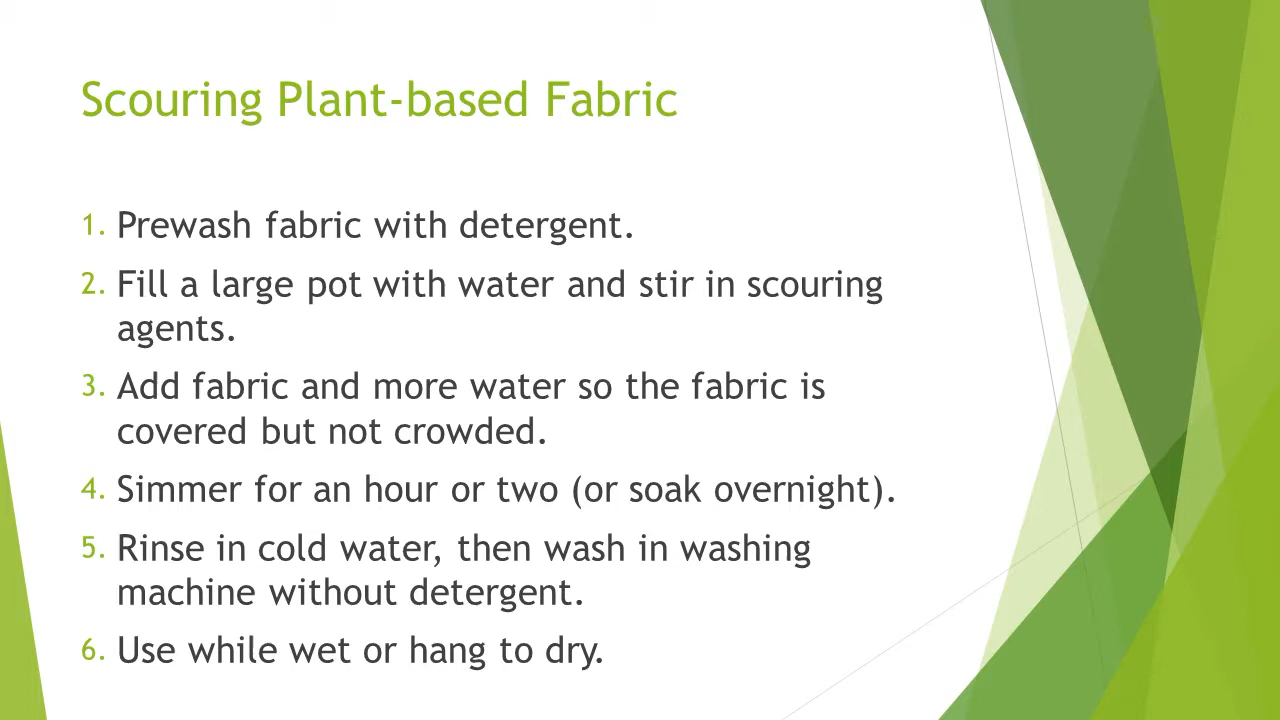 Scouring Plant-based Fabric
1. Prewash fabric with detergent.
2. Fill a large pot with water and stir in scouring
agents.
3. Add fabric and more water so the fabric is
covered but not crowded.
4. Simmer for an hour or two (or soak overnight).
5. Rinse in cold water, then wash in washing
machine without detergent.
6. Use while wet or hang to dry.